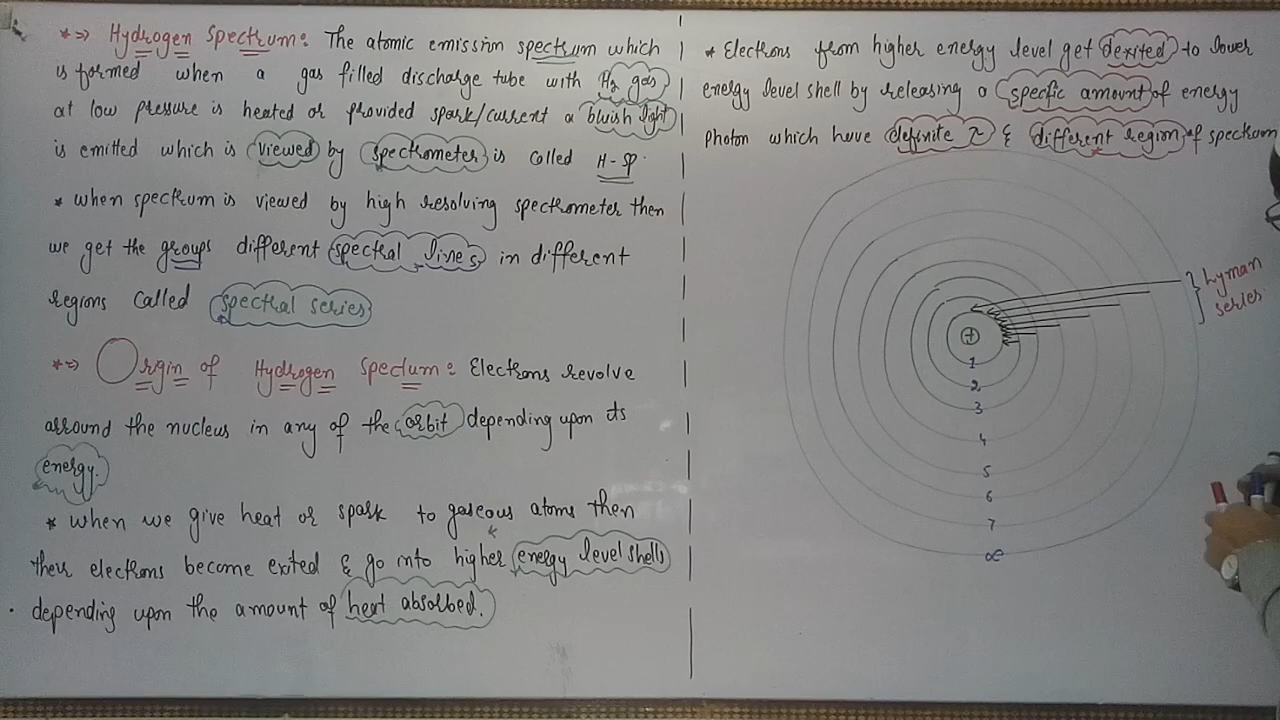 *⇒ Hydrogen Spectrum: The atomic emission spectrum which
is formed when a gas filled discharge tube with H₂ gas
at low pressure is heated or provided spark/current a bluish light
is emitted which is viewed by spectrometer is called H-Sp.
* when spectrum is viewed by high resolving spectrometer then
we get the groups different spectral lines in different
regions called spectral series
*⇒ Origin of Hydrogen Spectum: Electrons revolve
arround the nucleus in any of the orbit depending upon its
energy.
* when we give heat or spark to gaseous atoms then
their electrons become exited & go into higher energy level shells
depending upon the amount of heat absorbed.
* Electrons from higher energy level get dexited to lower
energy level shell by releasing a specific amount of energy
photon which have definite λ & different region of spectrum
+
1
2
3
4
5
6
7
∞
Lyman
series